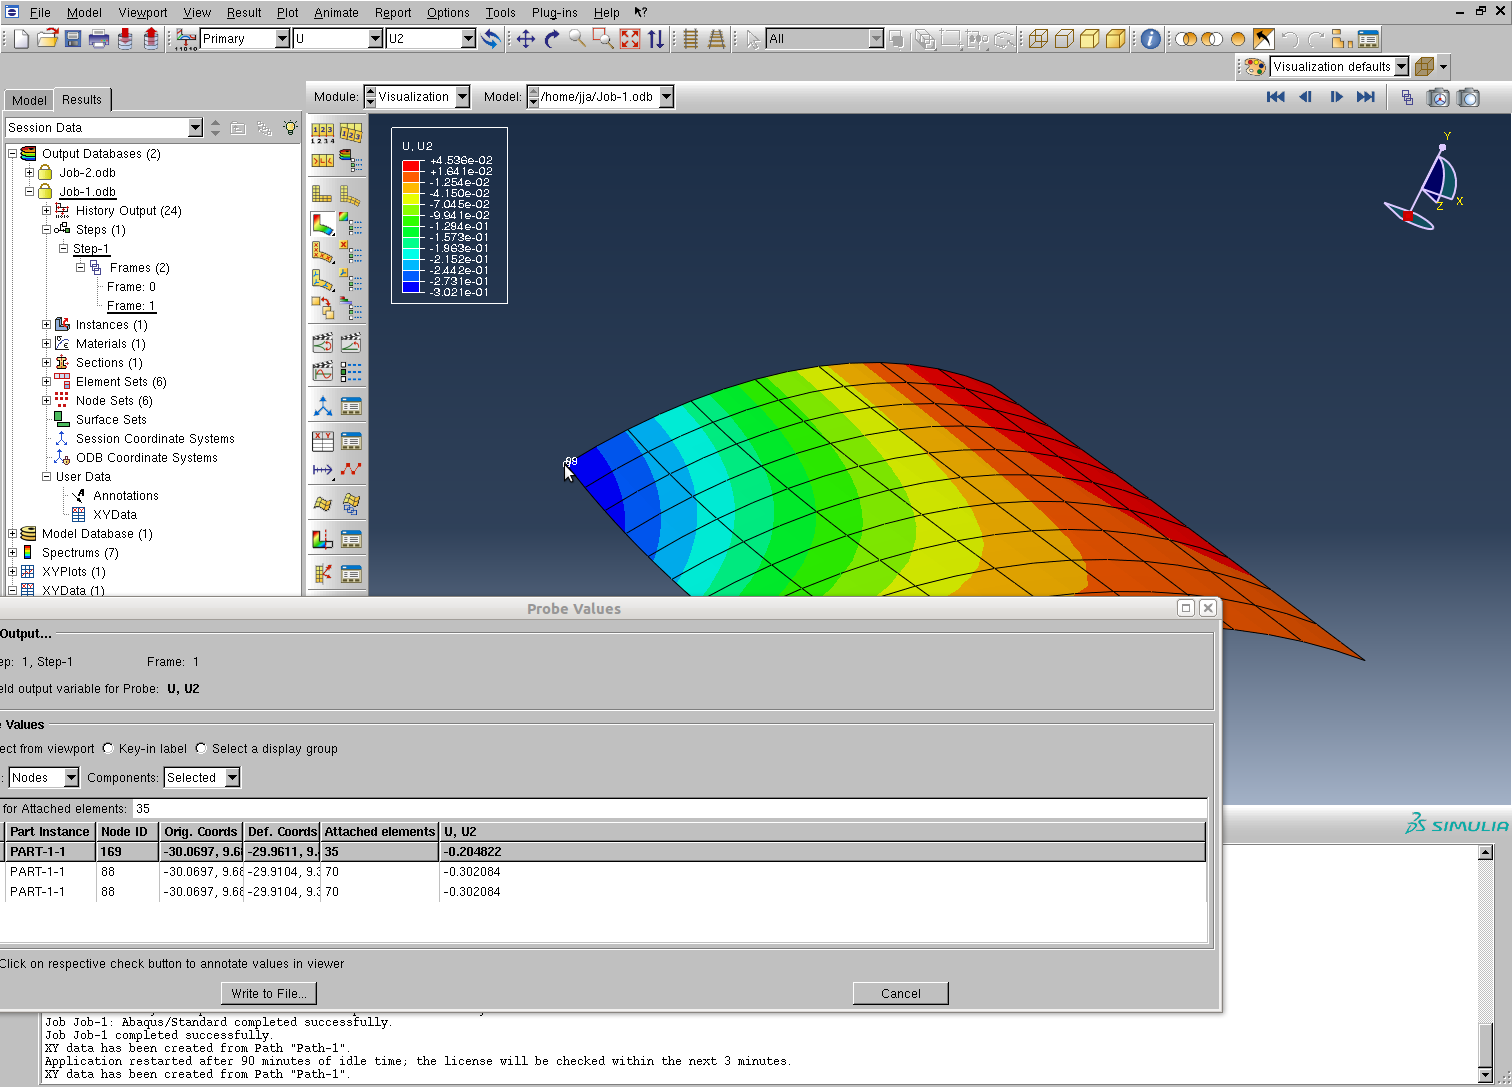 File Model Viewport View Result Plot Animate Report Options Tools Plug-ins Help ?
Primary U U2 All
Visualization defaults
Model Results Module: Visualization Model: /home/jja/Job-1.odb
Session Data
Output Databases (2)
Job-2.odb
Job-1.odb
History Output (24)
Steps (1)
Step-1
Frames (2)
Frame: 0
Frame: 1
Instances (1)
Materials (1)
Sections (1)
Element Sets (6)
Node Sets (6)
Surface Sets
Session Coordinate Systems
ODB Coordinate Systems
User Data
Annotations
XYData
Model Database (1)
Spectrums (7)
XYPlots (1)
XYData (1)
U, U2
+4.536e-02
+1.641e-02
-1.254e-02
-4.150e-02
-7.045e-02
-9.941e-02
-1.284e-01
-1.573e-01
-1.863e-01
-2.152e-01
-2.442e-01
-2.731e-01
-3.021e-01
Y
X
Z
Probe Values
Output...
ep: 1, Step-1 Frame: 1
eld output variable for Probe: U, U2
Values
ect from viewport Key-in label Select a display group
: Nodes Components: Selected
for Attached elements: 35
Part Instance Node ID Orig. Coords Def. Coords Attached elements U, U2
PART-1-1 169 -30.0697, 9.6 -29.9611, 9. 35 -0.204822
PART-1-1 88 -30.0697, 9.68 -29.9104, 9.3 70 -0.302084
PART-1-1 88 -30.0697, 9.68 -29.9104, 9.3 70 -0.302084
Click on respective check button to annotate values in viewer
Write to File... Cancel
SIMULIA
Job Job-1: Abaqus/Standard completed successfully.
Job Job-1 completed successfully.
XY data has been created from Path "Path-1".
Application restarted after 90 minutes of idle time; the license will be checked within the next 3 minutes.
XY data has been created from Path "Path-1".